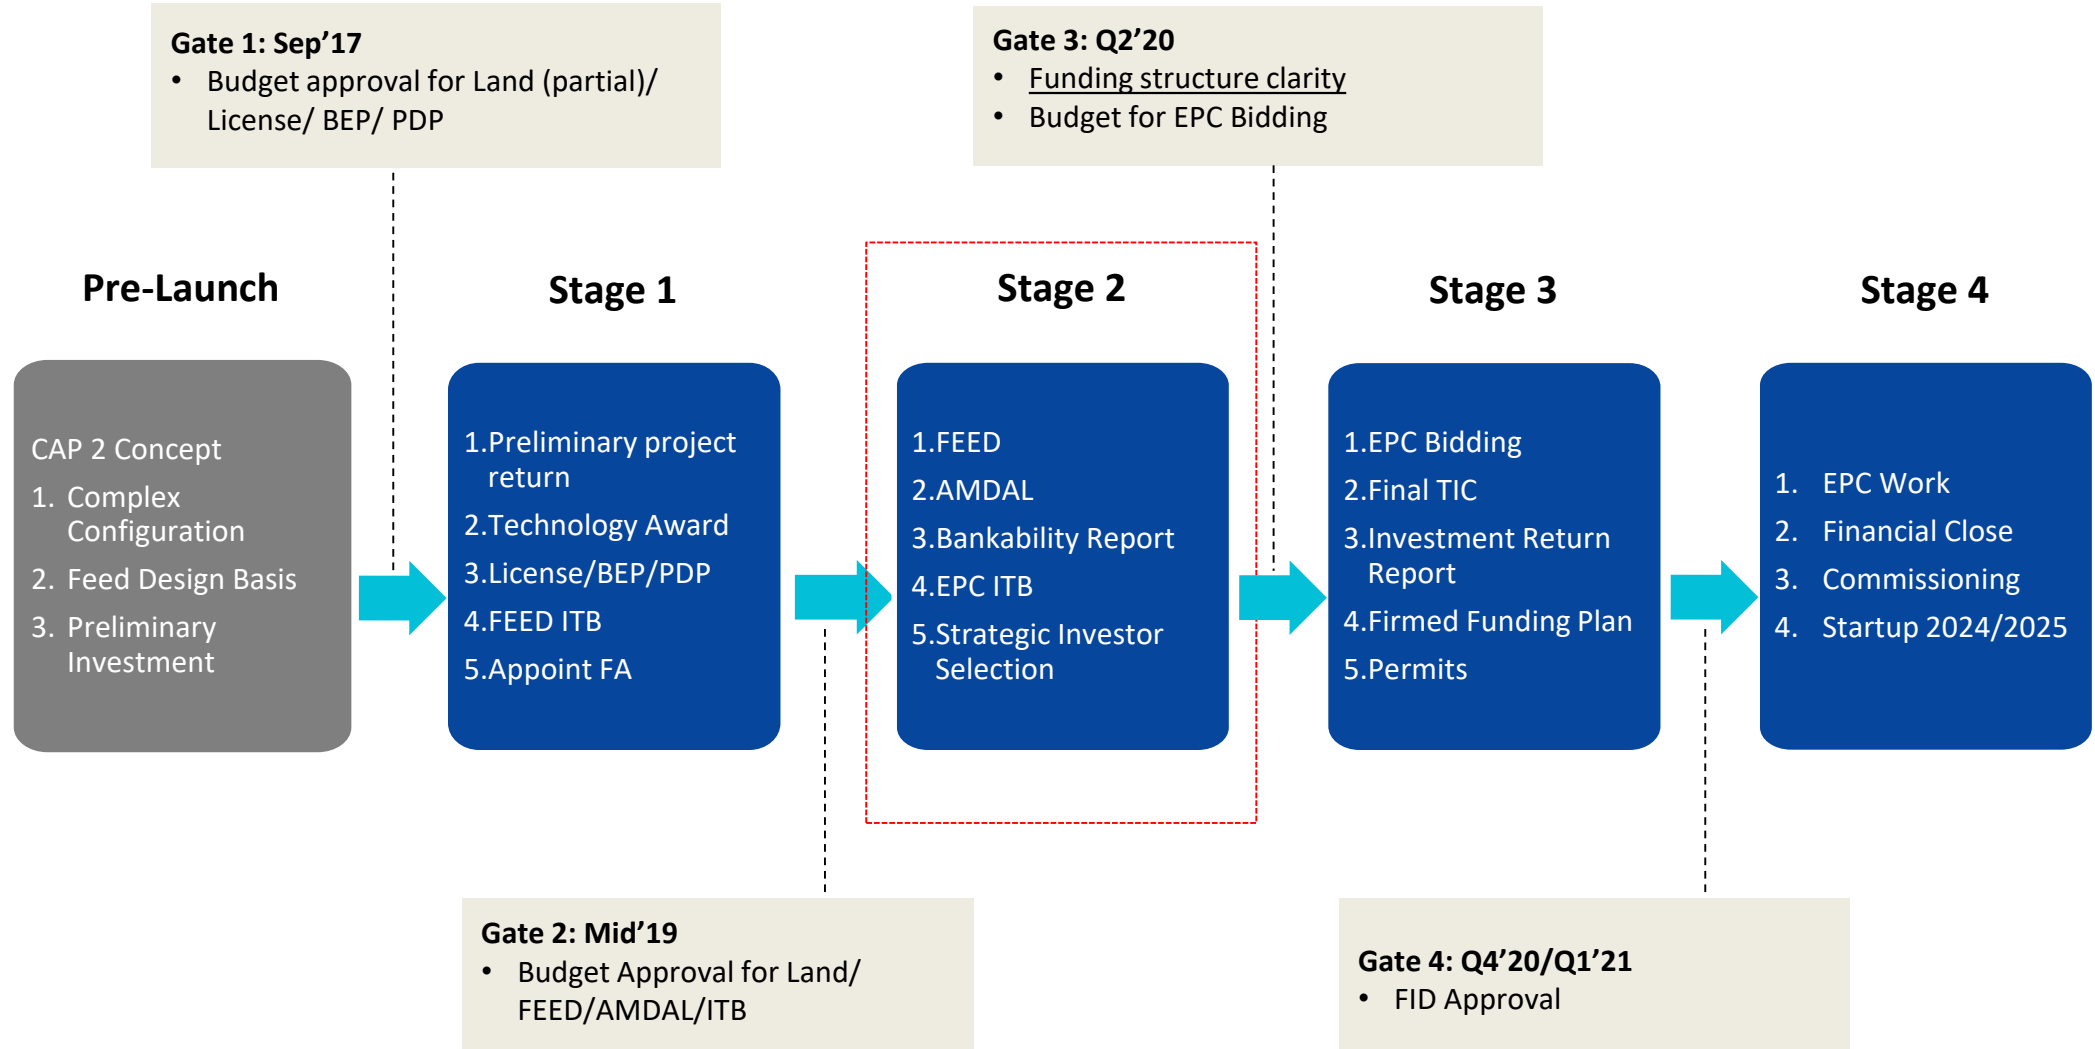 Gate 1: Sep’17
• Budget approval for Land (partial)/
License/ BEP/ PDP
Gate 3: Q2’20
• Funding structure clarity
• Budget for EPC Bidding
Pre-Launch
CAP 2 Concept
1. Complex
Configuration
2. Feed Design Basis
3. Preliminary
Investment
Stage 1
1.Preliminary project
return
2.Technology Award
3.License/BEP/PDP
4.FEED ITB
5.Appoint FA
Stage 2
1.FEED
2.AMDAL
3.Bankability Report
4.EPC ITB
5.Strategic Investor
Selection
Stage 3
1.EPC Bidding
2.Final TIC
3.Investment Return
Report
4.Firmed Funding Plan
5.Permits
Stage 4
1. EPC Work
2. Financial Close
3. Commissioning
4. Startup 2024/2025
Gate 2: Mid’19
• Budget Approval for Land/
FEED/AMDAL/ITB
Gate 4: Q4’20/Q1’21
• FID Approval